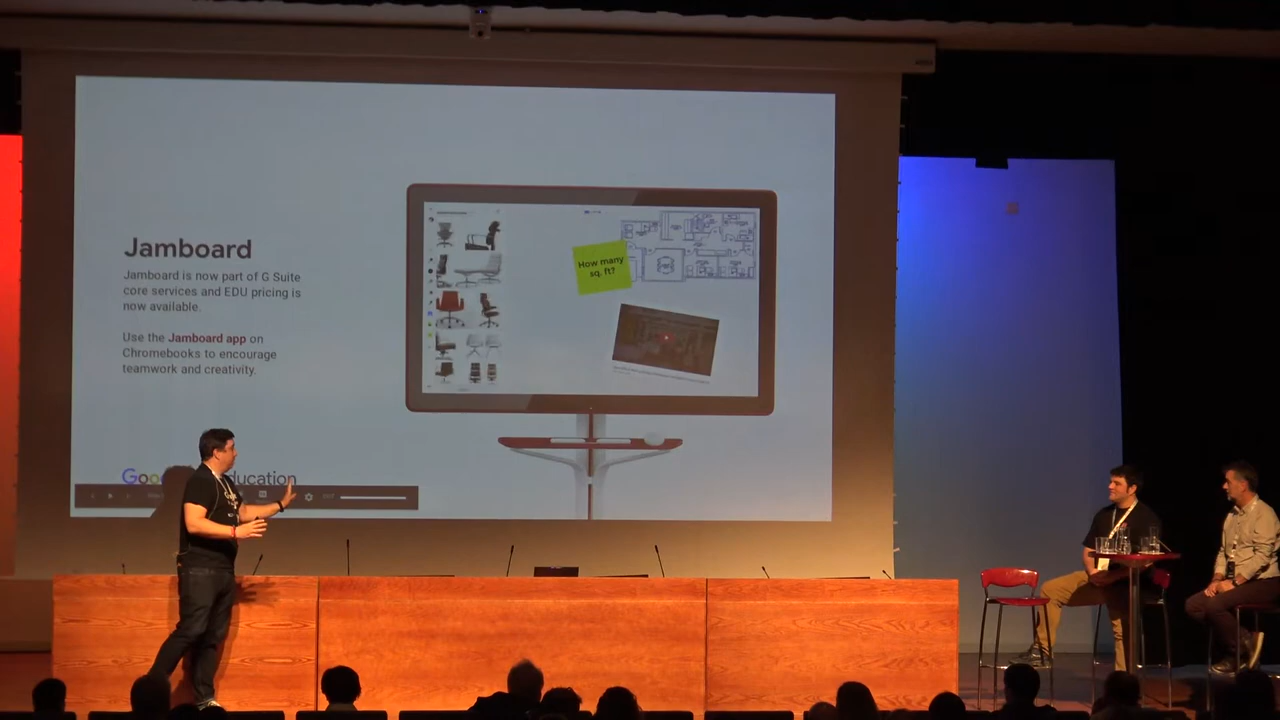 Jamboard
Jamboard is now part of G Suite
core services and EDU pricing is
now available.
Use the Jamboard app on
Chromebooks to encourage
teamwork and creativity.
How many
sq. ft?
Goo ducation